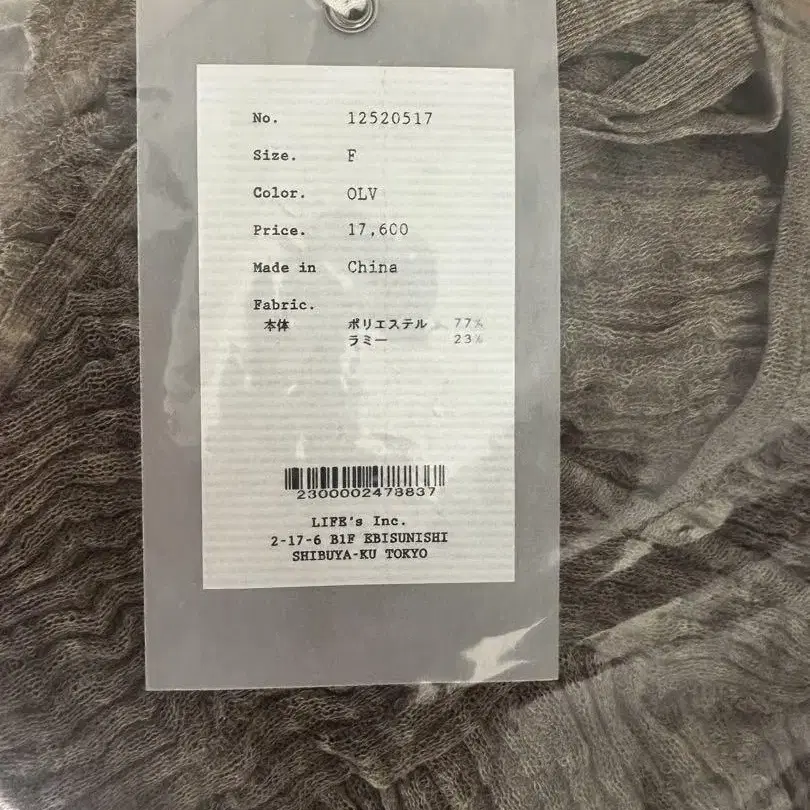 No. 12520517
Size. F
Color. OLV
Price. 17,600
Made in China
Fabric.
本体 ポリエステル 77%
ラミー 23%
2300002478837
LIFE's Inc.
2-17-6 B1F EBISUNISHI
SHIBUYA-KU TOKYO